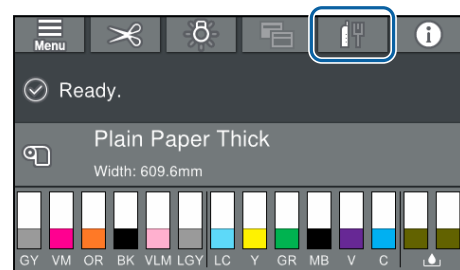 Menu
Ready.
Plain Paper Thick
Width: 609.6mm
GY VM OR BK VLM LGY LC Y GR MB V C